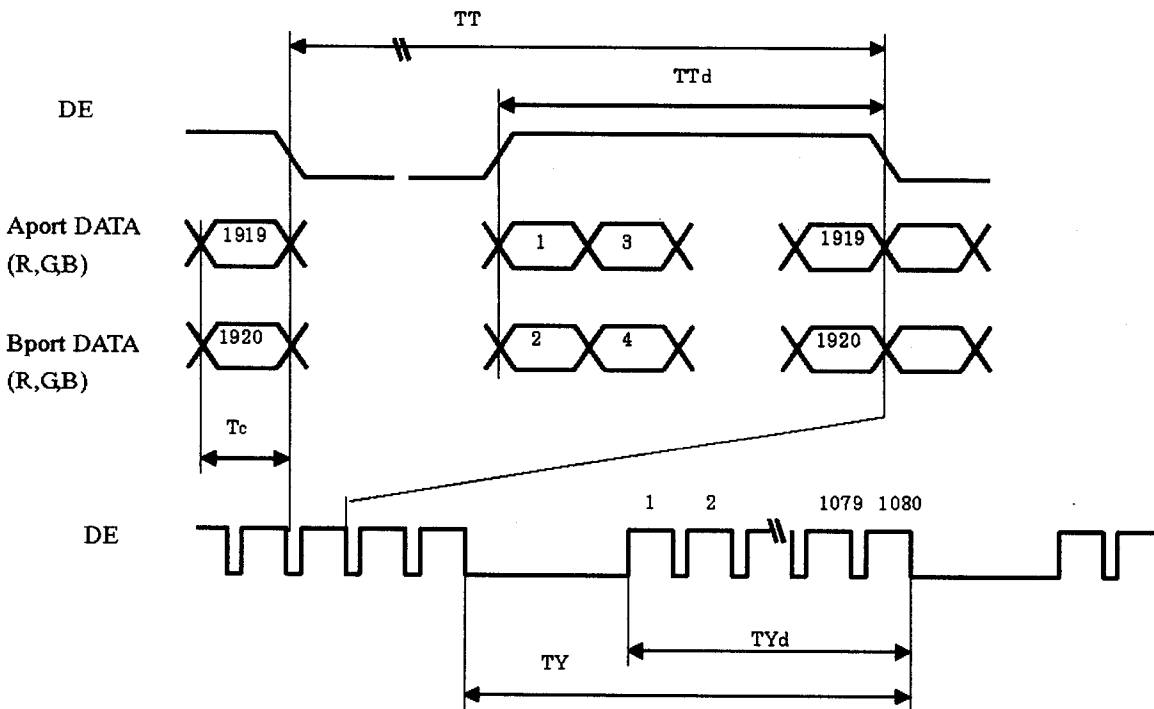 TT
TTd
DE
Aport DATA
(R,G,B)
1919
1
3
1919
Bport DATA
(R,G,B)
1920
2
4
1920
Tc
DE
1
2
1079
1080
TYd
TY